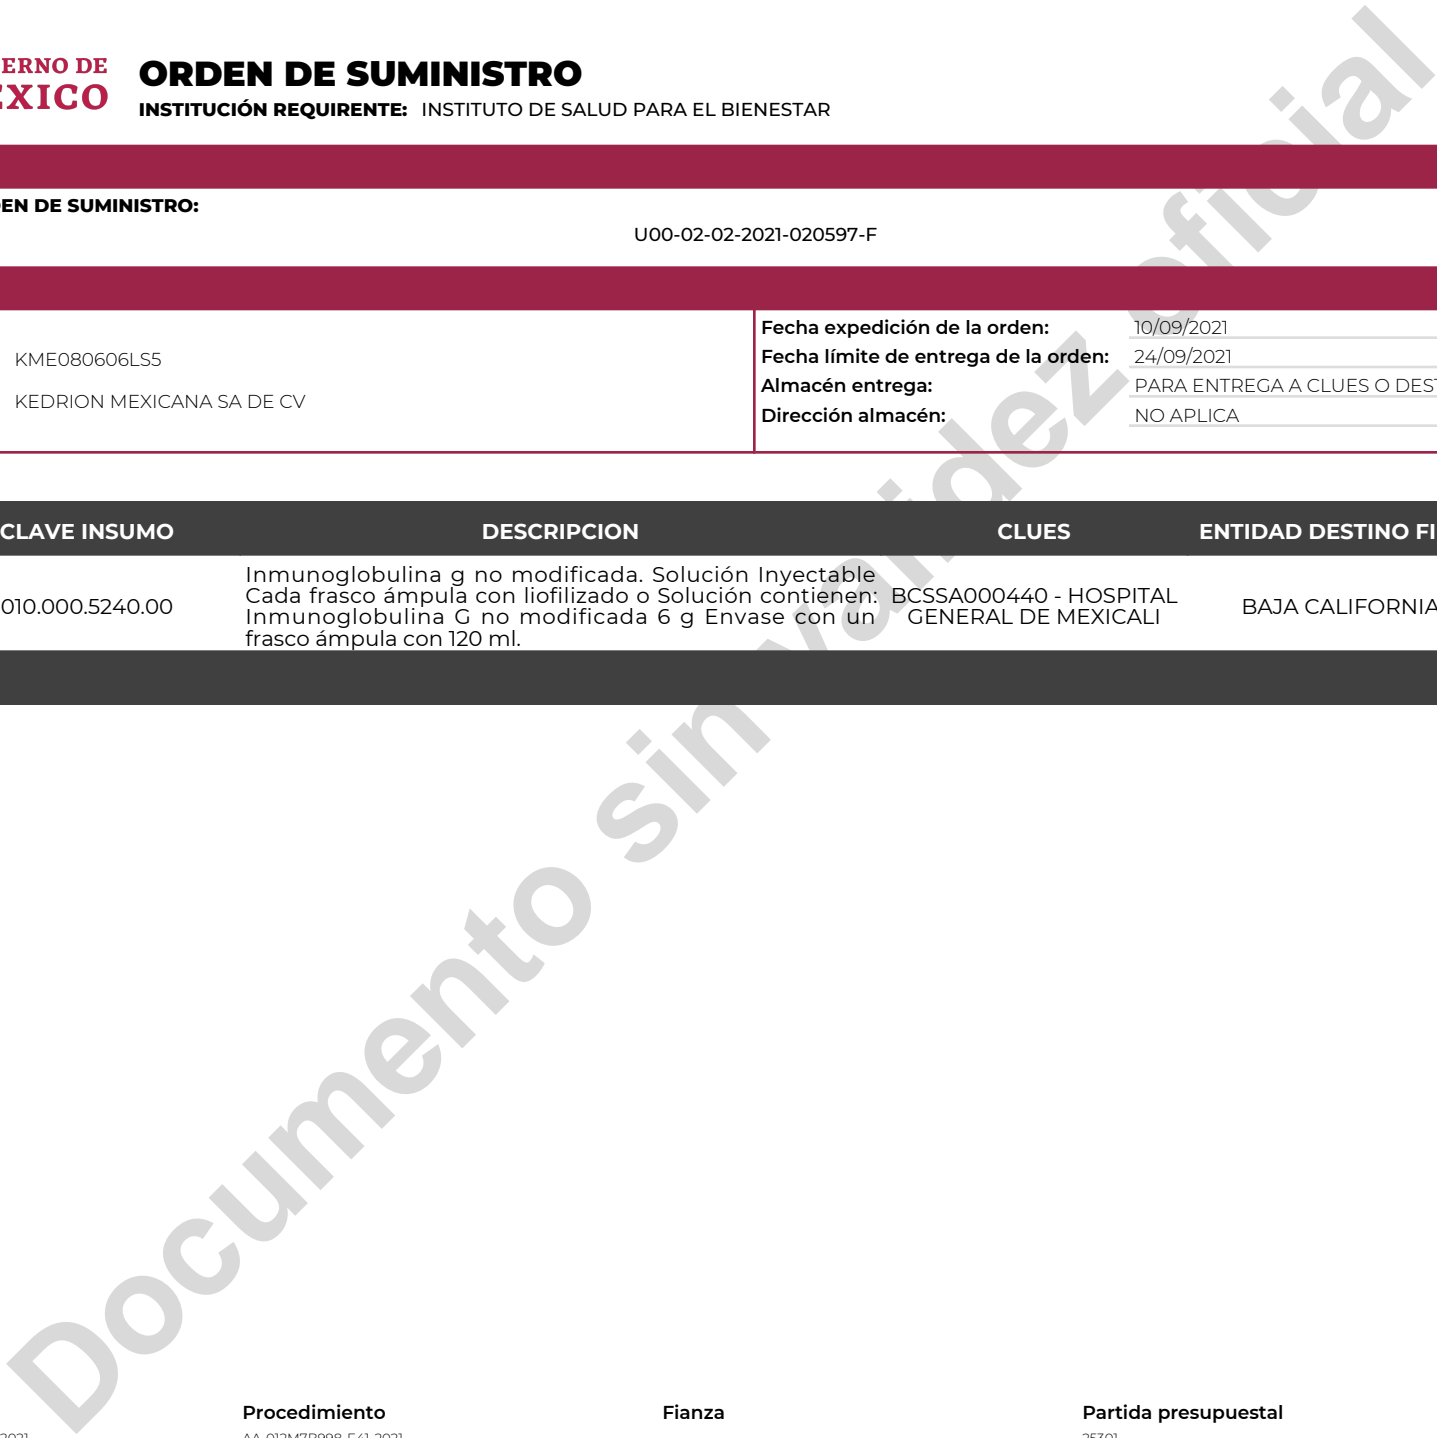 ERNO DE
EXICO
ORDEN DE SUMINISTRO
INSTITUCIÓN REQUIRENTE: INSTITUTO DE SALUD PARA EL BIENESTAR
EN DE SUMINISTRO:
U00-02-02-2021-020597-F
KME080606LS5
KEDRION MEXICANA SA DE CV
Fecha expedición de la orden: 10/09/2021
Fecha límite de entrega de la orden: 24/09/2021
Almacén entrega: PARA ENTREGA A CLUES O DEST
Dirección almacén: NO APLICA
CLAVE INSUMO DESCRIPCION CLUES ENTIDAD DESTINO FI
010.000.5240.00
Inmunoglobulina g no modificada. Solución Inyectable
Cada frasco ámpula con liofilizado o Solución contienen:
Inmunoglobulina G no modificada 6 g Envase con un
frasco ámpula con 120 ml.
BCSSA000440 - HOSPITAL
GENERAL DE MEXICALI
BAJA CALIFORNIA
Documento sin validez oficial
Procedimiento Fianza Partida presupuestal